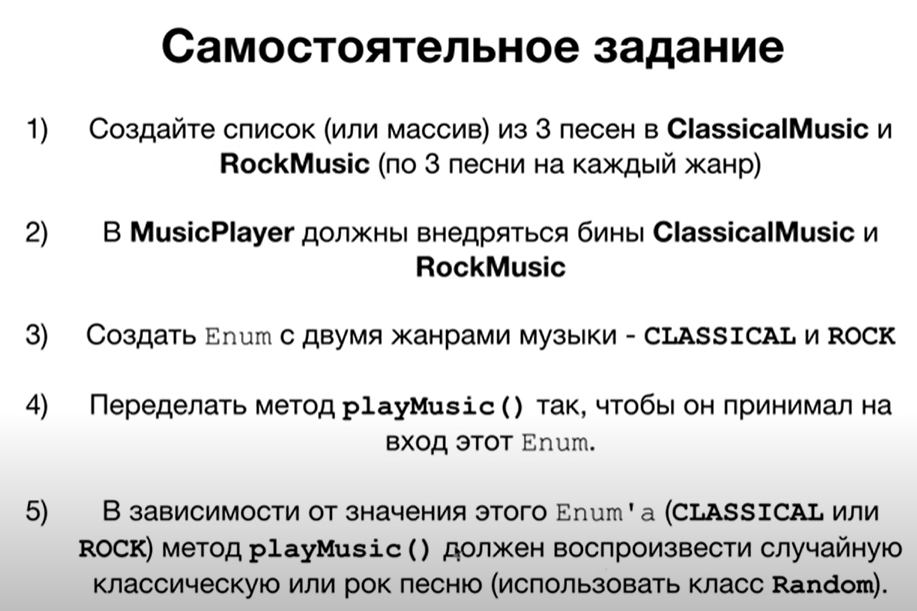 Самостоятельное задание
1) Создайте список (или массив) из 3 песен в ClassicalMusic и
RockMusic (по 3 песни на каждый жанр)
2) В MusicPlayer должны внедряться бины ClassicalMusic и
RockMusic
3) Создать Enum с двумя жанрами музыки - CLASSICAL и ROCK
4) Переделать метод playMusic() так, чтобы он принимал на
вход этот Enum.
5) В зависимости от значения этого Enum'а (CLASSICAL или
ROCK) метод playMusic() должен воспроизвести случайную
классическую или рок песню (использовать класс Random).